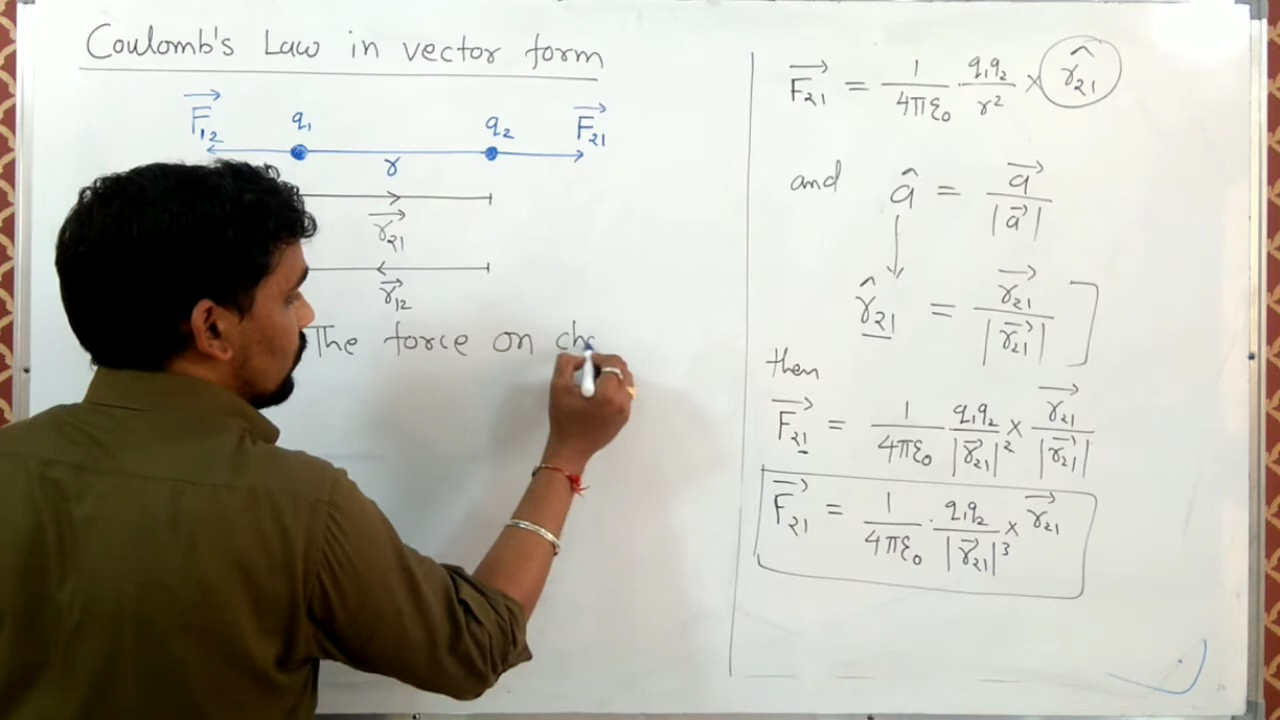 Coulomb's Law in vector form
→F₁₂ q₁ q₂ →F₂₁
r
→r₂₁
→r₁₂
The force on cha
→F₂₁ = 1/4πε₀ · q₁q₂/r² × r̂₂₁
and â = →a/|→a|
r̂₂₁ = →r₂₁/|→r₂₁|
then
→F₂₁ = 1/4πε₀ q₁q₂/|→r₂₁|² × →r₂₁/|→r₂₁|
→F₂₁ = 1/4πε₀ · q₁q₂/|→r₂₁|³ × →r₂₁